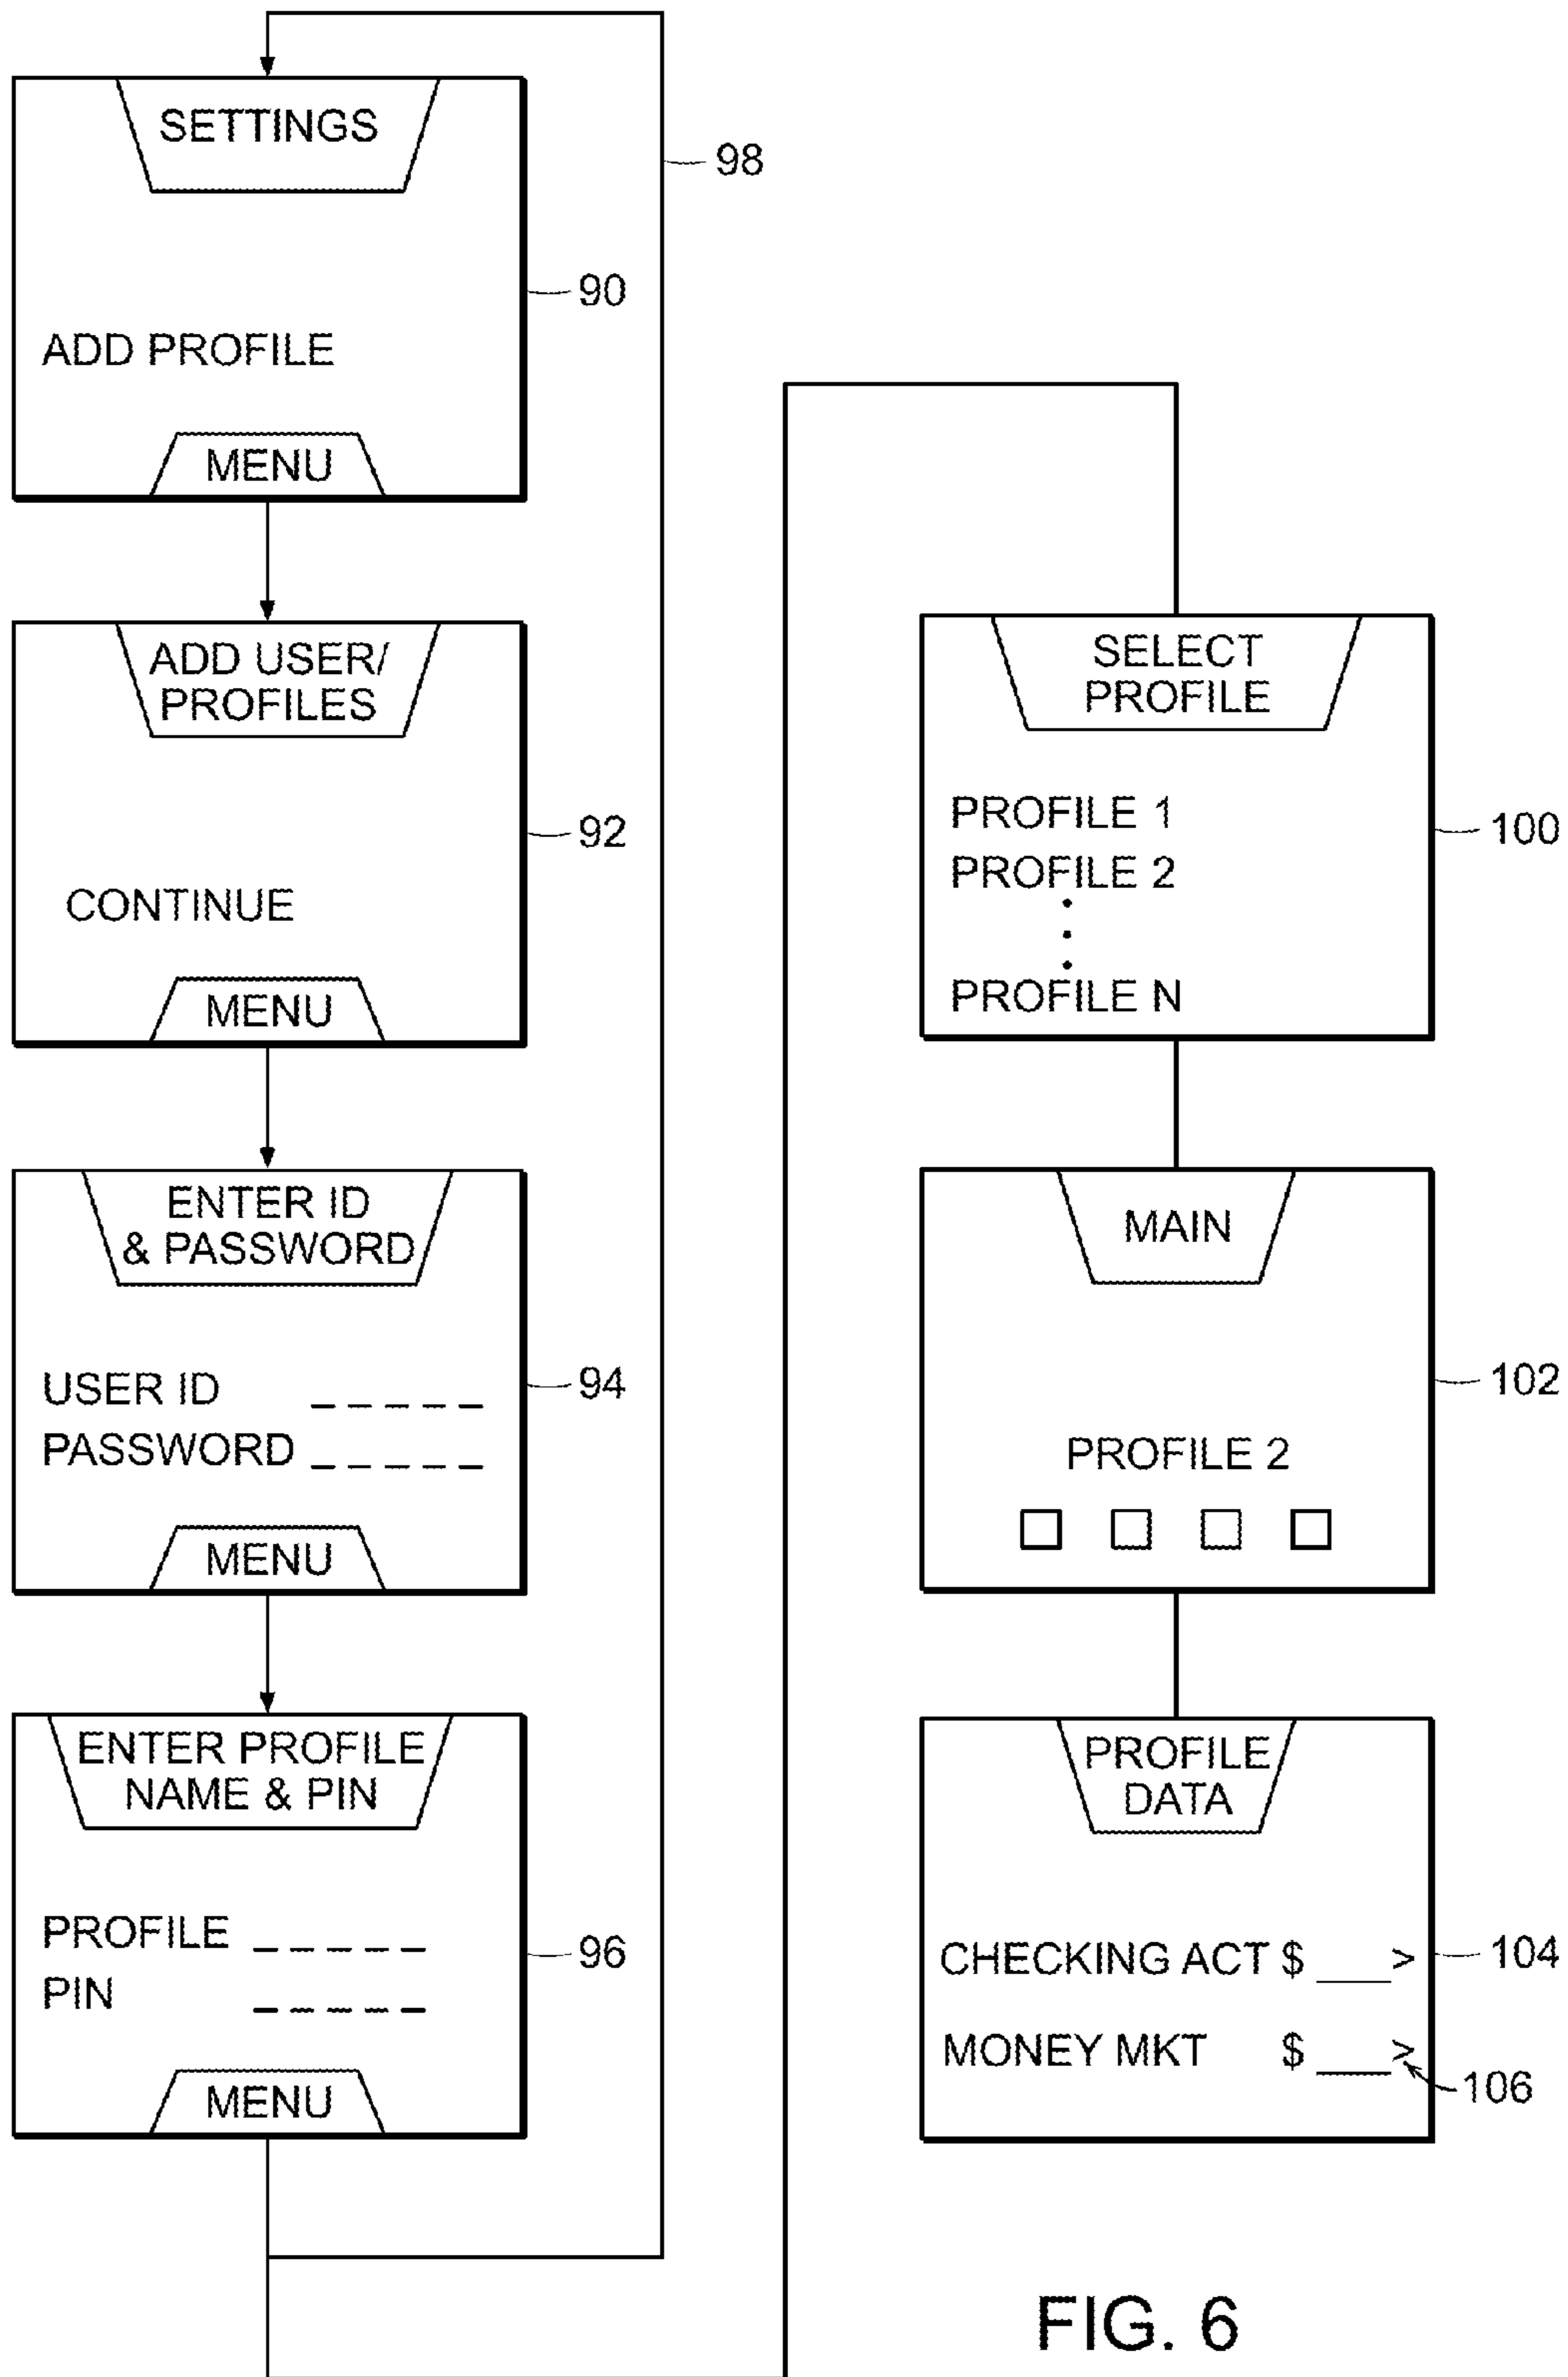 SETTINGS
98
90
ADD PROFILE
MENU
ADD USER/
PROFILES
92
CONTINUE
MENU
ENTER ID
& PASSWORD
USER ID _ _ _ _ _
94
PASSWORD _ _ _ _ _
MENU
ENTER PROFILE
NAME & PIN
PROFILE _ _ _ _ _
96
PIN _ _ _ _ _
MENU
SELECT
PROFILE
PROFILE 1
100
PROFILE 2
.
.
.
PROFILE N
MAIN
102
PROFILE 2
PROFILE
DATA
CHECKING ACT $ ___>
104
MONEY MKT $ ___>
106
FIG. 6